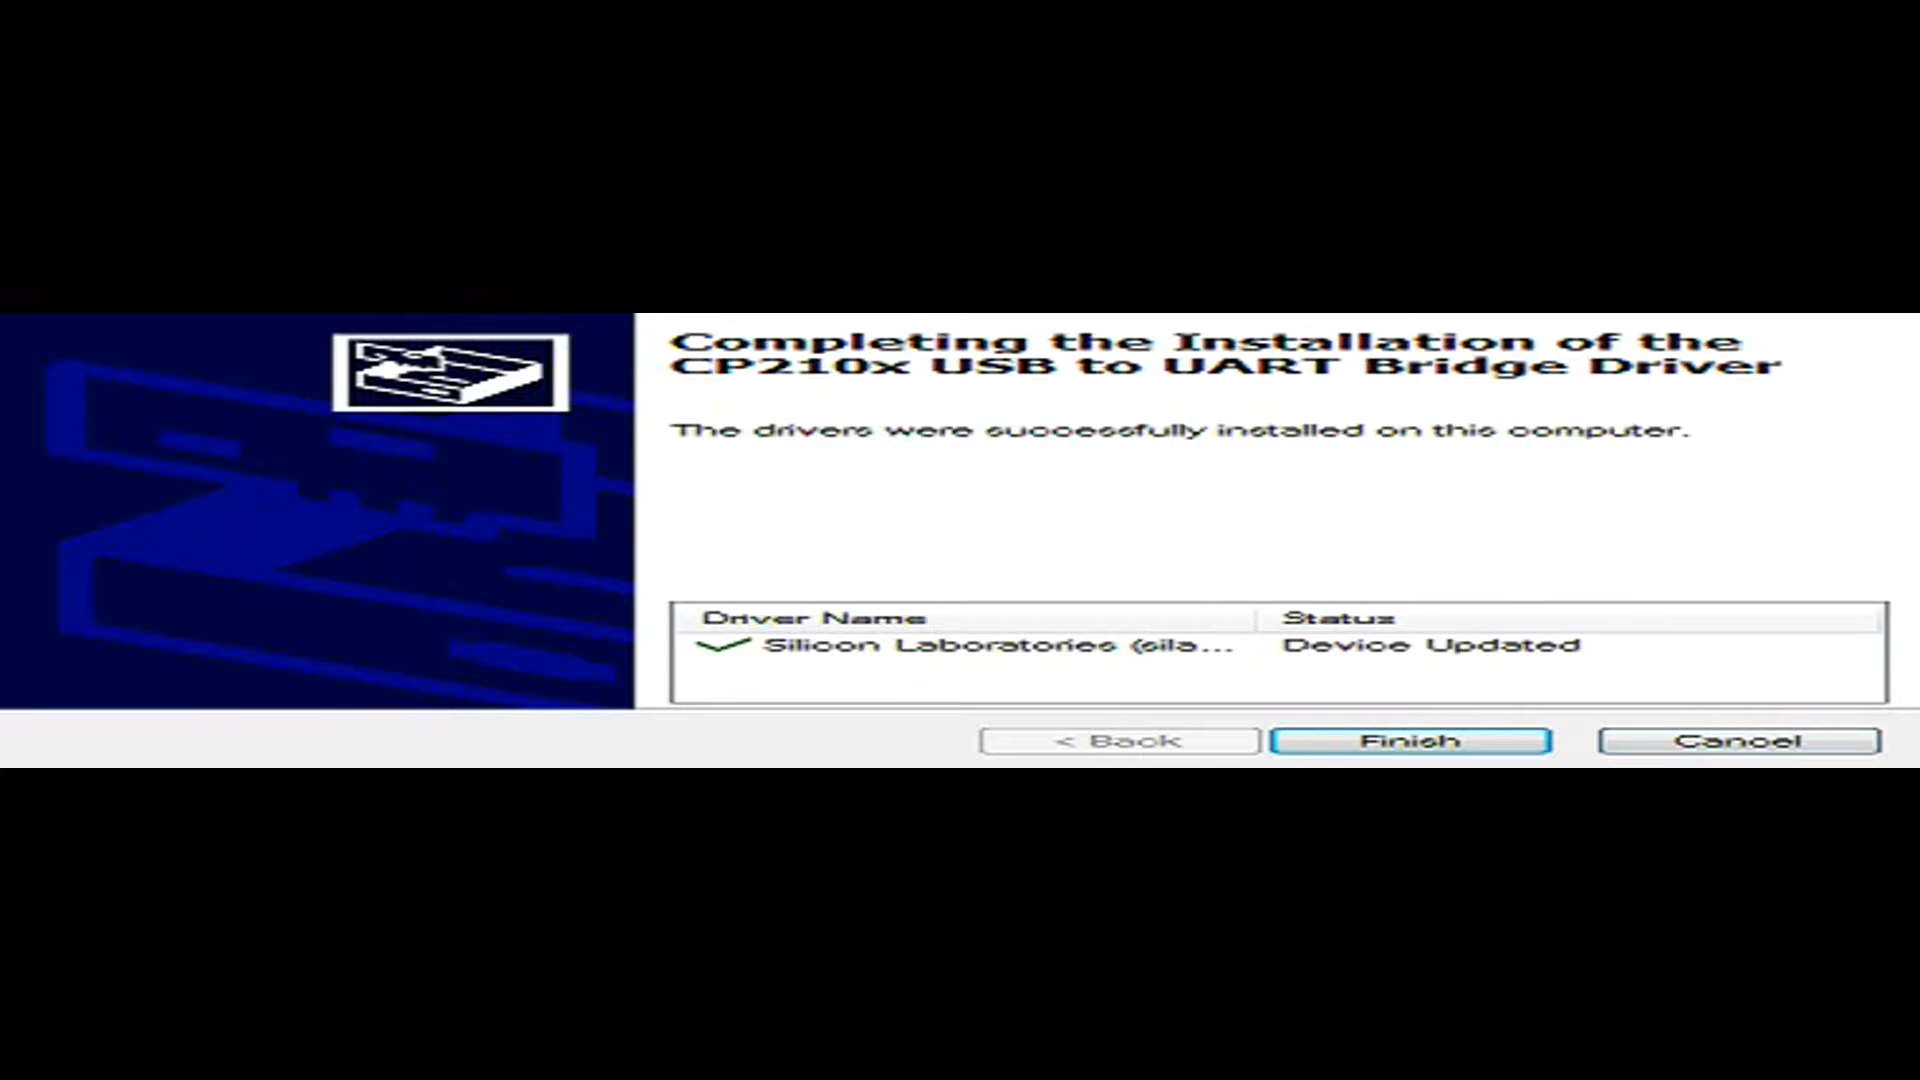 Completing the Installation of the
CP210x USB to UART Bridge Driver
The drivers were successfully installed on this computer.
Driver Name Status
Silicon Laboratories (sila... Device Updated
< Back Finish Cancel